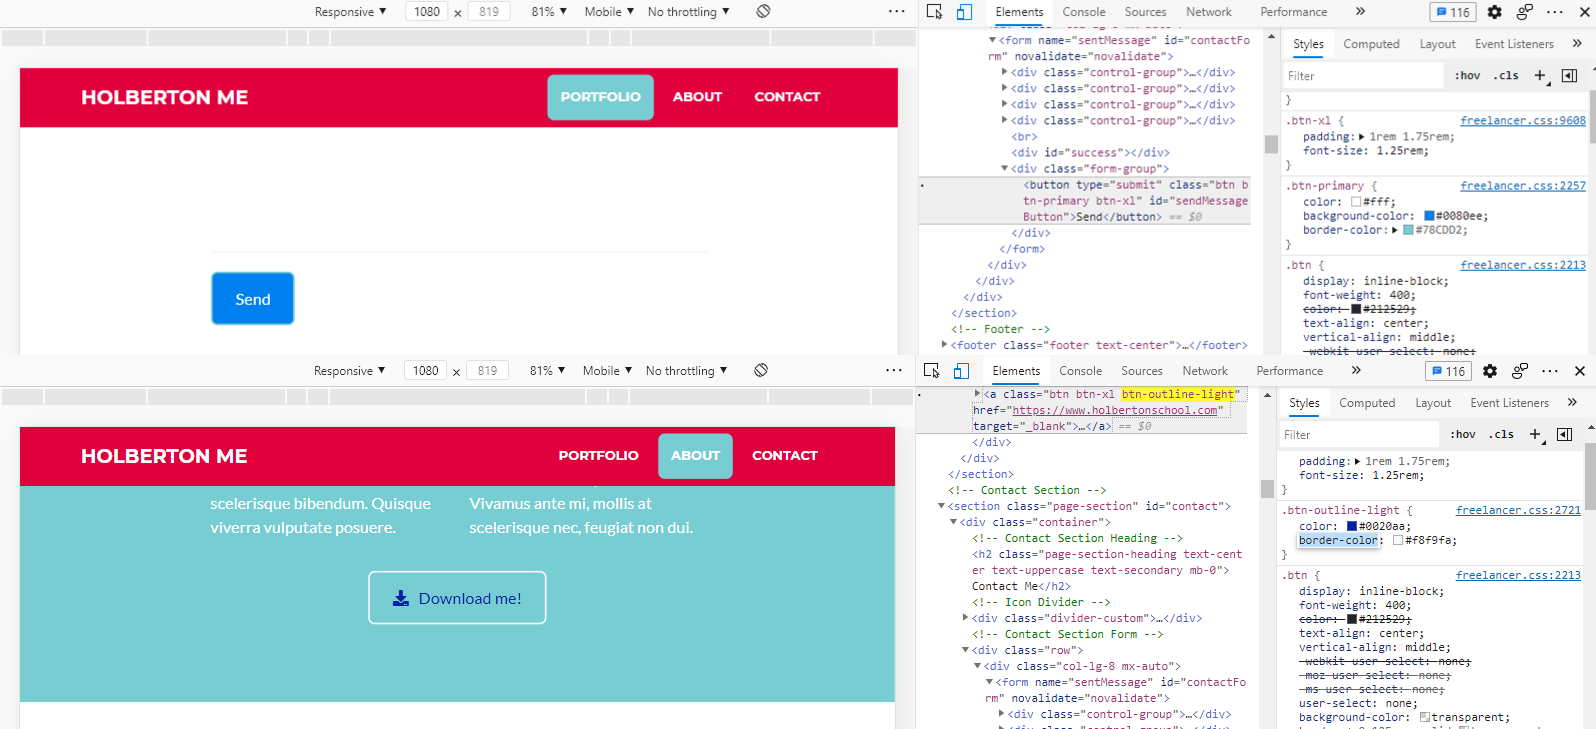 Responsive ▼ 1080 × 819 81% ▼ Mobile ▼ No throttling ▼ ···
Elements Console Sources Network Performance » 116 ··· ✕
HOLBERTON ME PORTFOLIO ABOUT CONTACT
Send
▼<form name="sentMessage" id="contactFo
rm" novalidate="novalidate">
▶<div class="control-group">…</div>
▶<div class="control-group">…</div>
▶<div class="control-group">…</div>
▶<div class="control-group">…</div>
<br>
<div id="success"></div>
▼<div class="form-group">
<button type="submit" class="btn b
tn-primary btn-xl" id="sendMessage
Button">Send</button> == $0
</div>
</form>
</div>
</div>
</div>
</section>
<!-- Footer -->
▶<footer class="footer text-center">…</footer>
Styles Computed Layout Event Listeners »
Filter :hov .cls +
}
.btn-xl { freelancer.css:9608
padding:▶ 1rem 1.75rem;
font-size: 1.25rem;
}
.btn-primary { freelancer.css:2257
color: #fff;
background-color: #0080ee;
border-color:▶ #78CDD2;
}
.btn { freelancer.css:2213
display: inline-block;
font-weight: 400;
color: #212529;
text-align: center;
vertical-align: middle;
-webkit-user-select: none;
Responsive ▼ 1080 × 819 81% ▼ Mobile ▼ No throttling ▼ ···
Elements Console Sources Network Performance » 116 ··· ✕
HOLBERTON ME PORTFOLIO ABOUT CONTACT
scelerisque bibendum. Quisque
viverra vulputate posuere.
Vivamus ante mi, mollis at
scelerisque nec, feugiat non dui.
Download me!
▶<a class="btn btn-xl btn-outline-light"
href="https://www.holbertonschool.com"
target="_blank">…</a> == $0
</div>
</div>
</section>
<!-- Contact Section -->
▼<section class="page-section" id="contact">
▼<div class="container">
<!-- Contact Section Heading -->
<h2 class="page-section-heading text-cent
er text-uppercase text-secondary mb-0">
Contact Me</h2>
<!-- Icon Divider -->
▶<div class="divider-custom">…</div>
<!-- Contact Section Form -->
▼<div class="row">
▼<div class="col-lg-8 mx-auto">
▼<form name="sentMessage" id="contactFo
rm" novalidate="novalidate">
▶<div class="control-group">…</div>
Styles Computed Layout Event Listeners »
Filter :hov .cls +
padding:▶ 1rem 1.75rem;
font-size: 1.25rem;
}
.btn-outline-light { freelancer.css:2721
color: #0020aa;
border-color: #f8f9fa;
}
.btn { freelancer.css:2213
display: inline-block;
font-weight: 400;
color: #212529;
text-align: center;
vertical-align: middle;
-webkit-user-select: none;
-moz-user-select: none;
-ms-user-select: none;
user-select: none;
background-color: transparent;